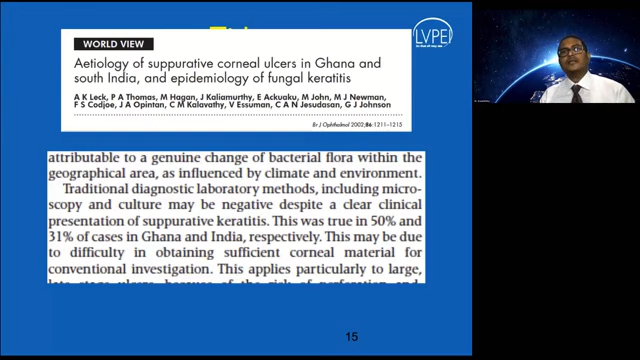 LVPEI
WORLD VIEW
Aetiology of suppurative corneal ulcers in Ghana and
south India, and epidemiology of fungal keratitis
A K Leck, P A Thomas, M Hagan, J Kaliamurthy, E Ackuaku, M John, M J Newman,
F S Codjoe, J A Opintan, C M Kalavathy, V Essuman, C A N Jesudasan, G J Johnson
Br J Ophthalmol 2002;86:1211–1215
attributable to a genuine change of bacterial flora within the
geographical area, as influenced by climate and environment.
Traditional diagnostic laboratory methods, including micro-
scopy and culture may be negative despite a clear clinical
presentation of suppurative keratitis. This was true in 50% and
31% of cases in Ghana and India, respectively. This may be due
to difficulty in obtaining sufficient corneal material for
conventional investigation. This applies particularly to large,
15